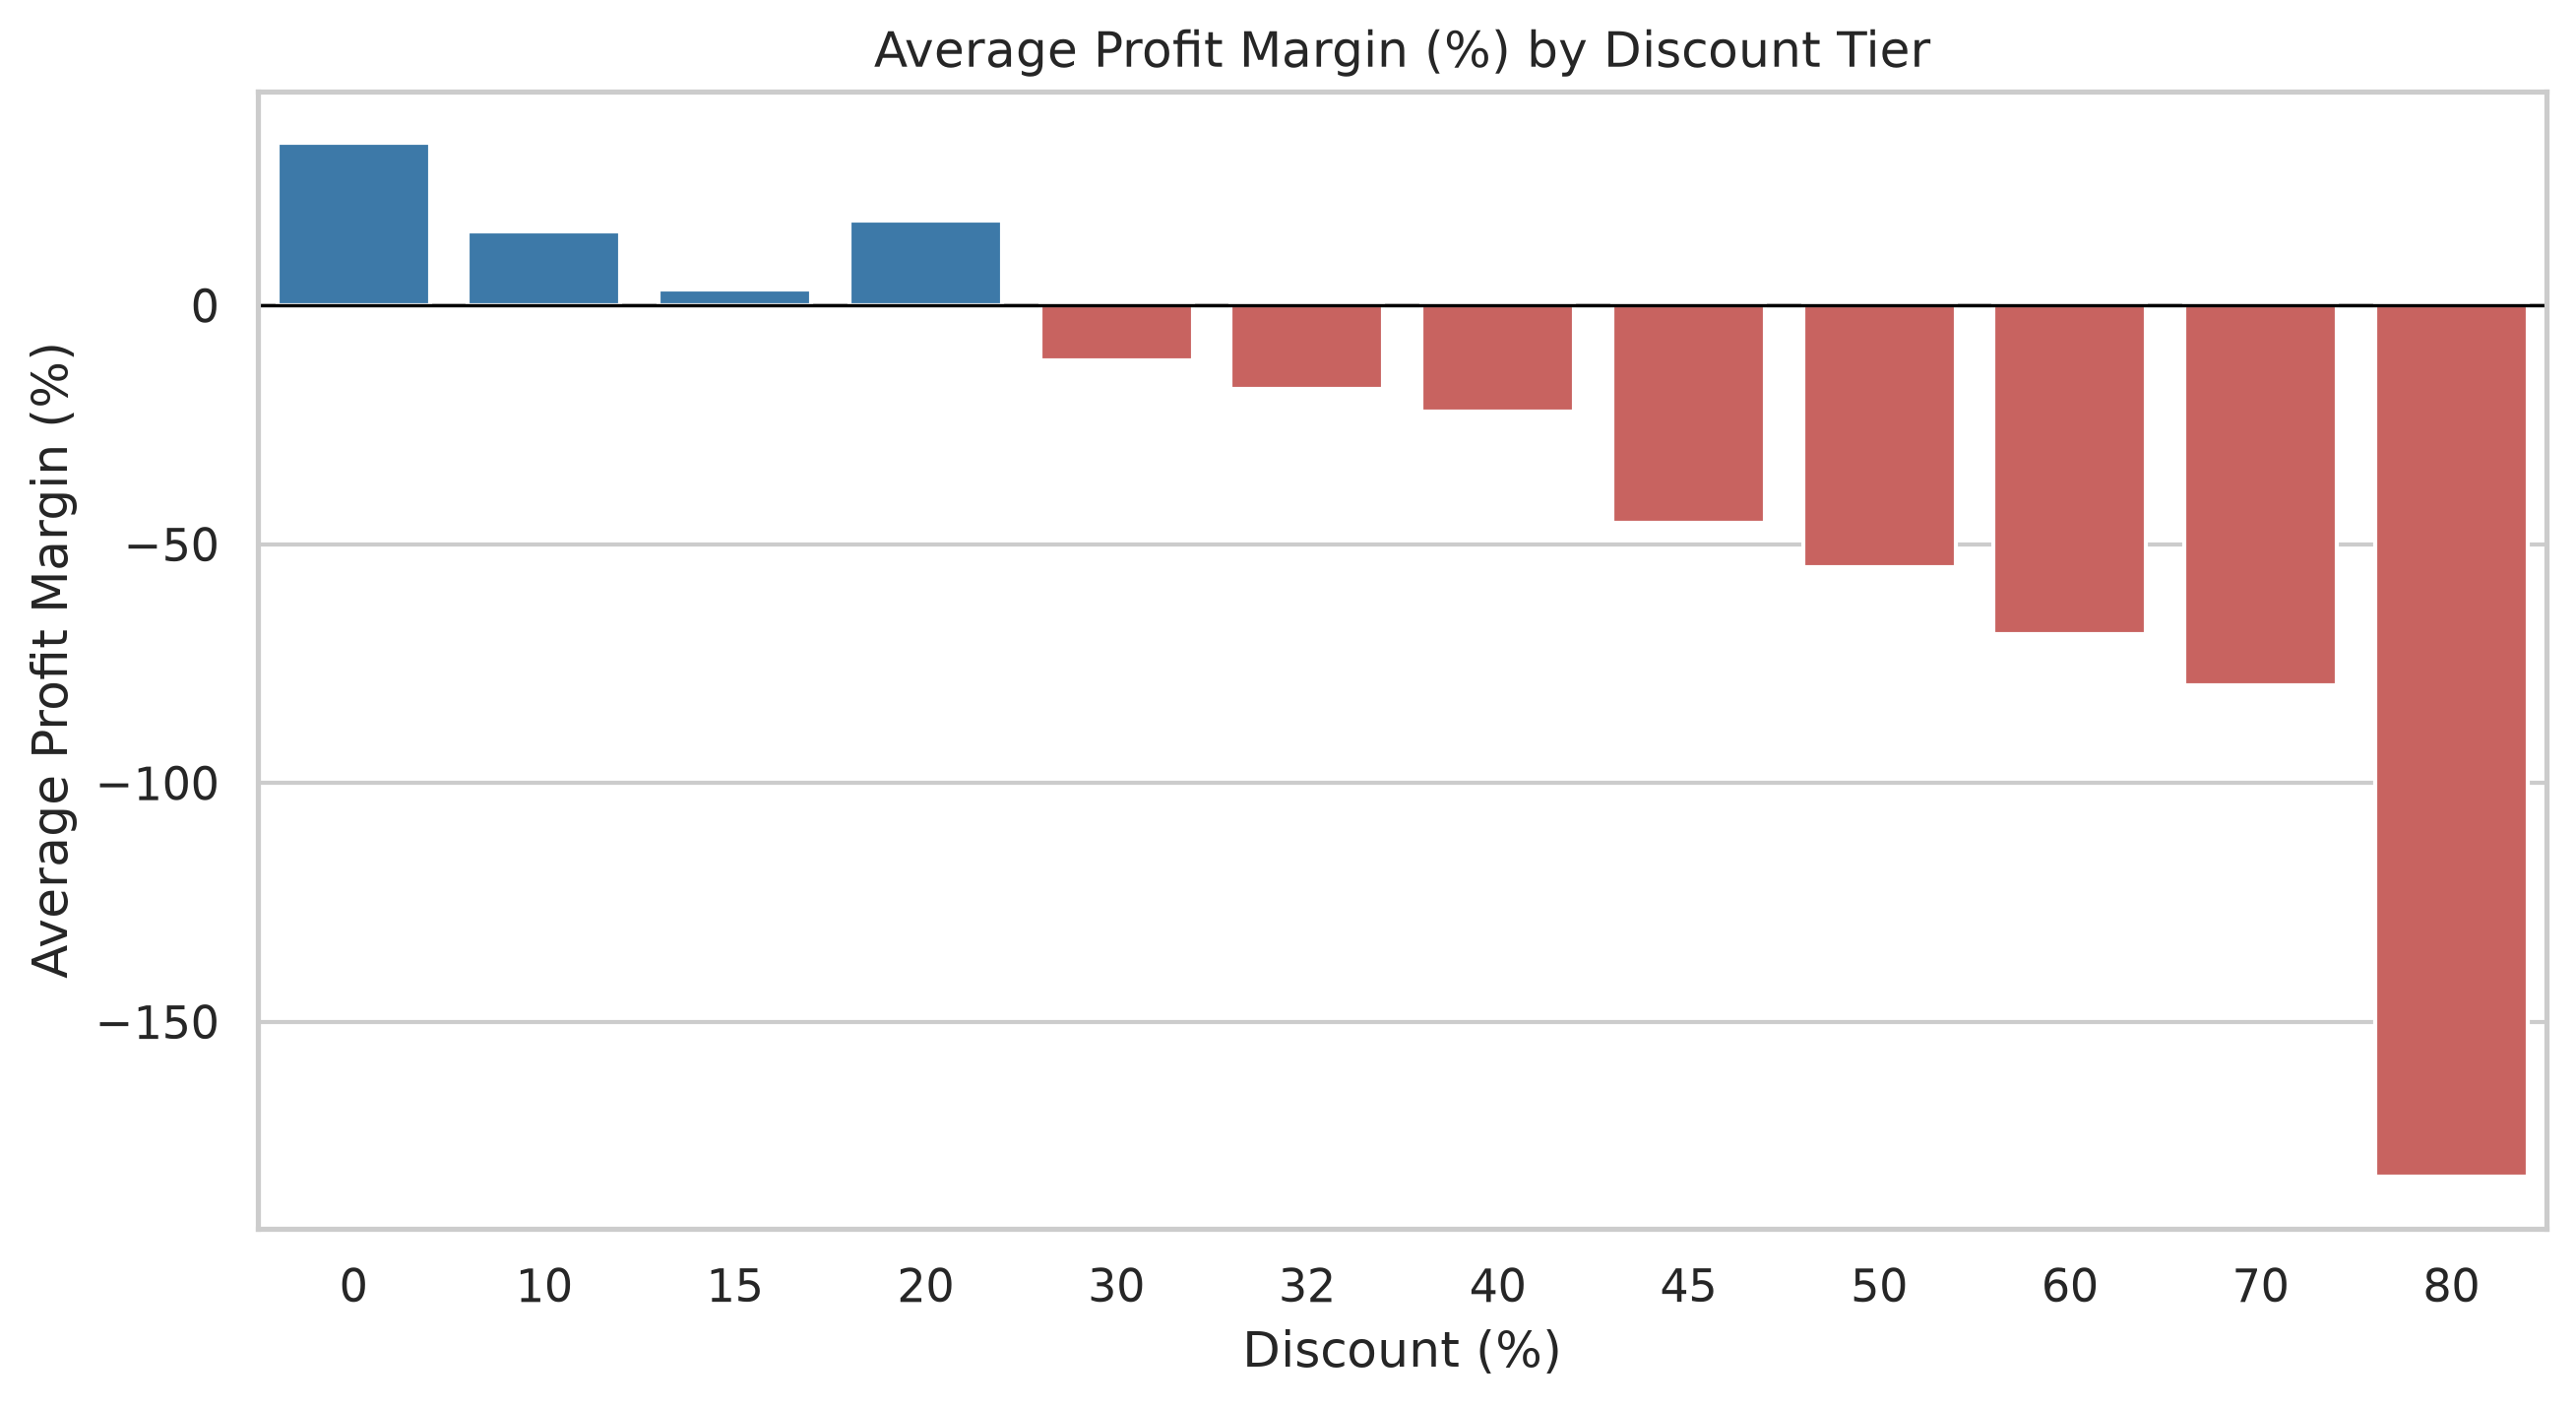 Average Profit Margin (%) by Discount Tier
Average Profit Margin (%)
0
−50
−100
−150
0 10 15 20 30 32 40 45 50 60 70 80
Discount (%)